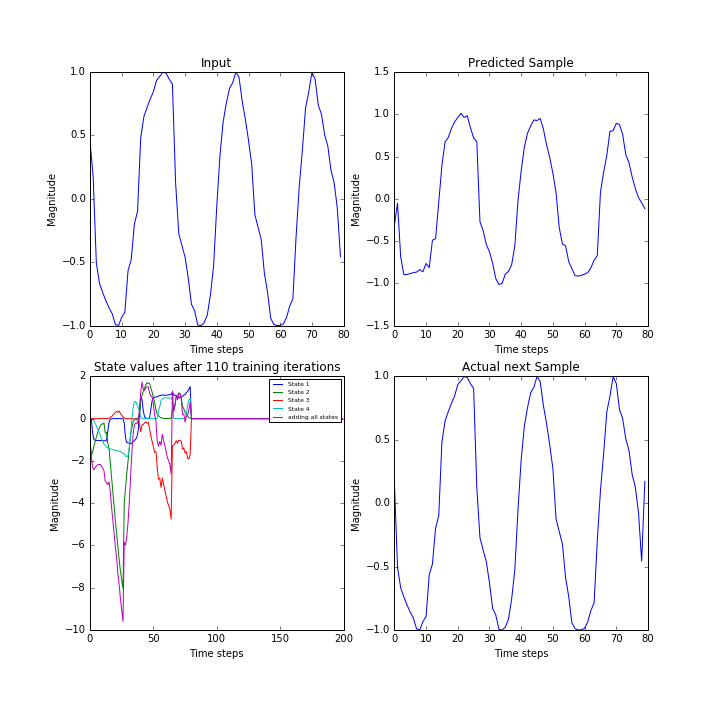 Input
Magnitude
1.0
0.5
0.0
−0.5
−1.0
0 10 20 30 40 50 60 70 80
Time steps
Predicted Sample
Magnitude
1.5
1.0
0.5
0.0
−0.5
−1.0
−1.5
0 10 20 30 40 50 60 70 80
Time steps
State values after 110 training iterations
Magnitude
2
0
−2
−4
−6
−8
−10
0 50 100 150 200
Time steps
State 1
State 2
State 3
State 4
adding all states
Actual next Sample
Magnitude
1.0
0.5
0.0
−0.5
−1.0
0 10 20 30 40 50 60 70 80
Time steps